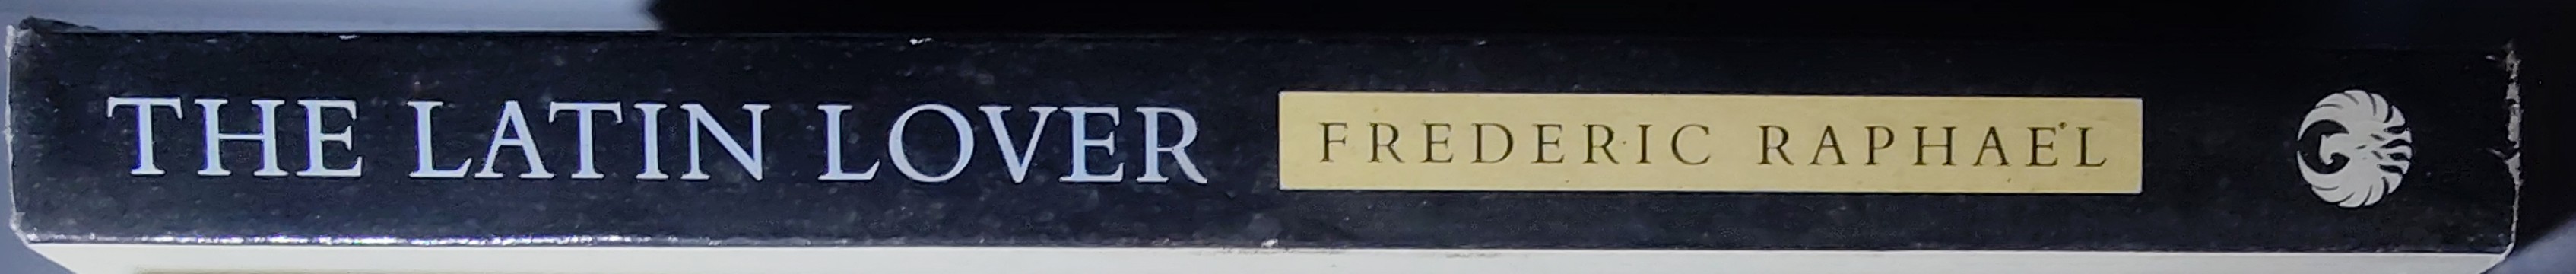 THE LATIN LOVER FREDERIC RAPHAEL